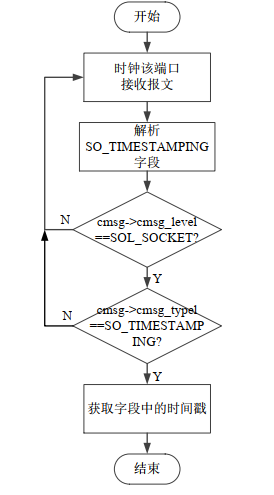 开始
时钟该端口
接收报文
解析
SO_TIMESTAMPING
字段
N
cmsg->cmsg_level
==SOL_SOCKET?
Y
N
cmsg->cmsg_typel
==SO_TIMESTAMP
ING?
Y
获取字段中的时间戳
结束